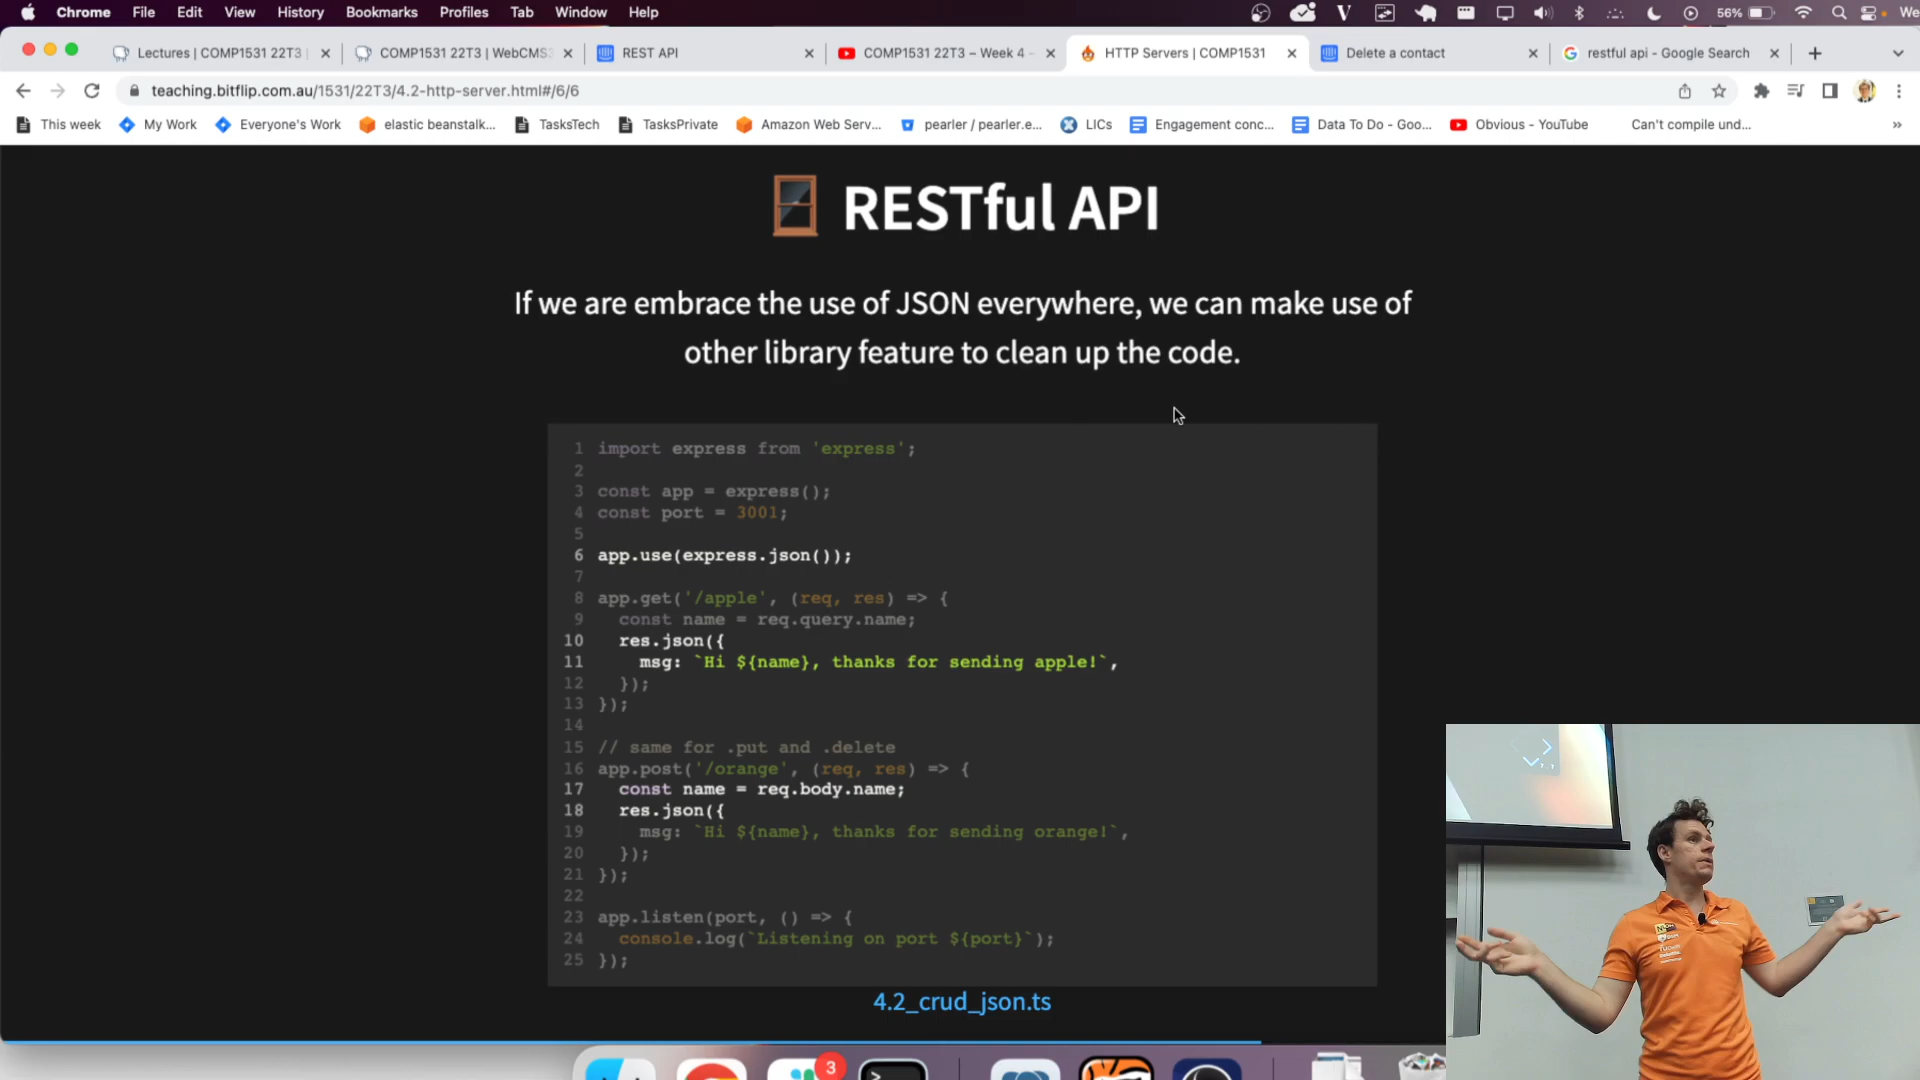 Chrome File Edit View History Bookmarks Profiles Tab Window Help 56% We
Lectures | COMP1531 22T3 | COMP1531 22T3 | WebCMS3 REST API COMP1531 22T3 – Week 4 - HTTP Servers | COMP1531 Delete a contact restful api - Google Search
teaching.bitflip.com.au/1531/22T3/4.2-http-server.html#/6/6
This week My Work Everyone's Work elastic beanstalk... TasksTech TasksPrivate Amazon Web Serv... pearler / pearler.e... LICs Engagement conc... Data To Do - Goo... Obvious - YouTube Can't compile und... »
RESTful API
If we are embrace the use of JSON everywhere, we can make use of
other library feature to clean up the code.
1 import express from 'express';
2
3 const app = express();
4 const port = 3001;
5
6 app.use(express.json());
7
8 app.get('/apple', (req, res) => {
9 const name = req.query.name;
10 res.json({
11 msg: `Hi ${name}, thanks for sending apple!`,
12 });
13 });
14
15 // same for .put and .delete
16 app.post('/orange', (req, res) => {
17 const name = req.body.name;
18 res.json({
19 msg: `Hi ${name}, thanks for sending orange!`,
20 });
21 });
22
23 app.listen(port, () => {
24 console.log(`Listening on port ${port}`);
25 });
4.2_crud_json.ts
3